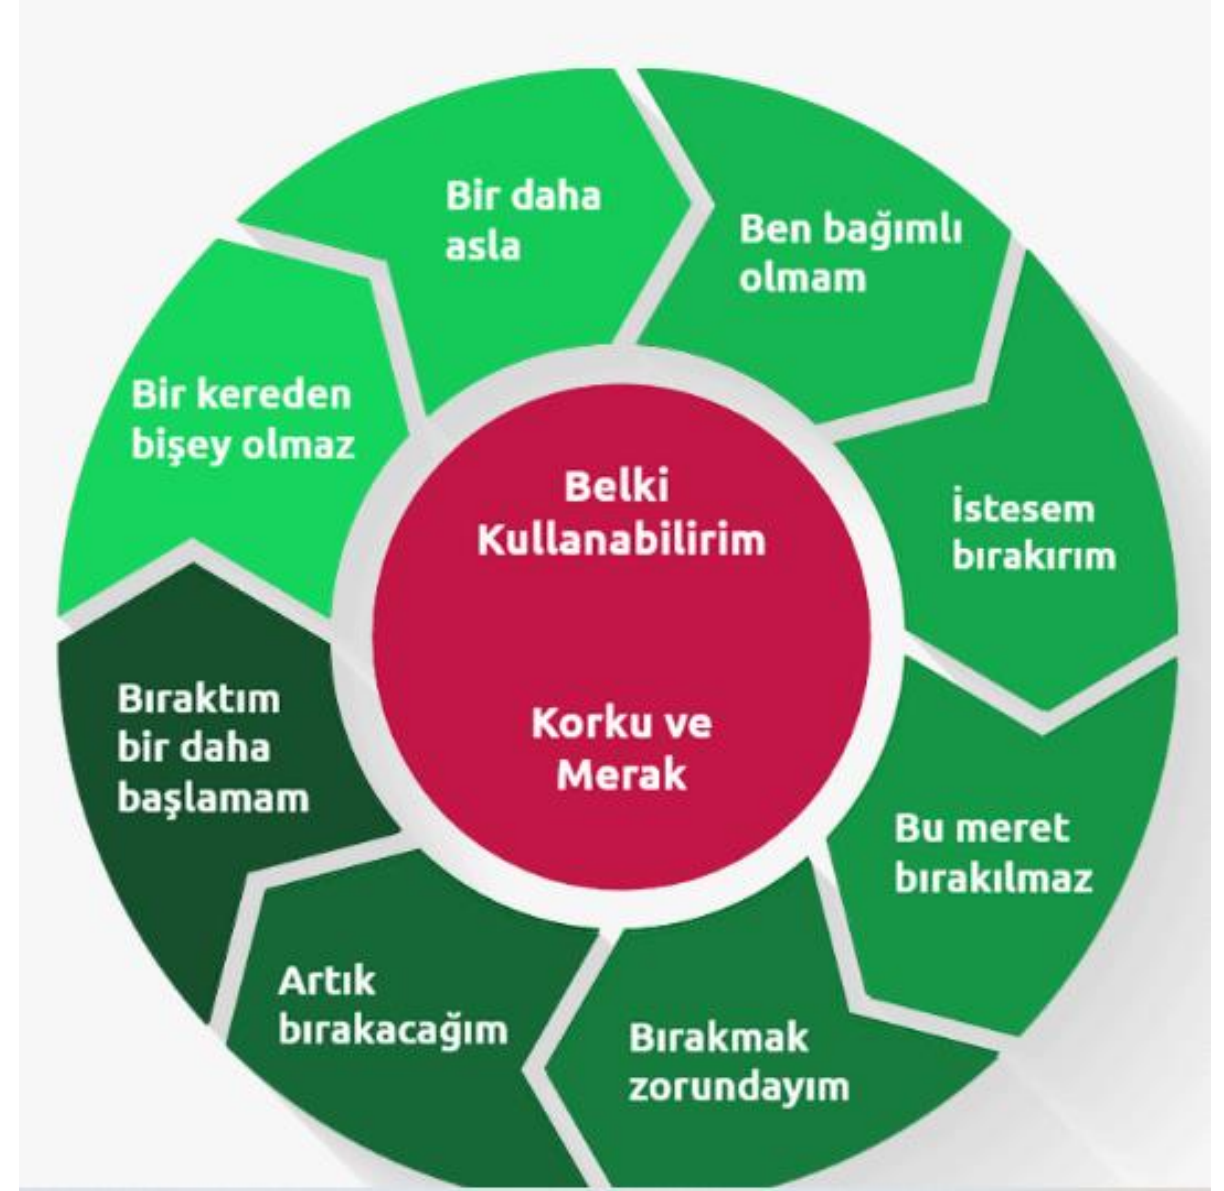 Bir daha
asla
Ben bağımlı
olmam
İstesem
bırakırım
Bu meret
bırakılmaz
Bırakmak
zorundayım
Artık
bırakacağım
Bıraktım
bir daha
başlamam
Bir kereden
bişey olmaz
Belki
Kullanabilirim
Korku ve
Merak